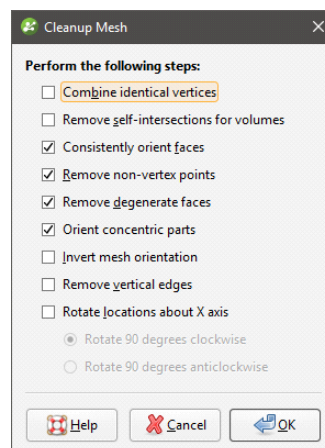 Cleanup Mesh
Perform the following steps:
Combine identical vertices
Remove self-intersections for volumes
Consistently orient faces
Remove non-vertex points
Remove degenerate faces
Orient concentric parts
Invert mesh orientation
Remove vertical edges
Rotate locations about X axis
Rotate 90 degrees clockwise
Rotate 90 degrees anticlockwise
Help Cancel OK